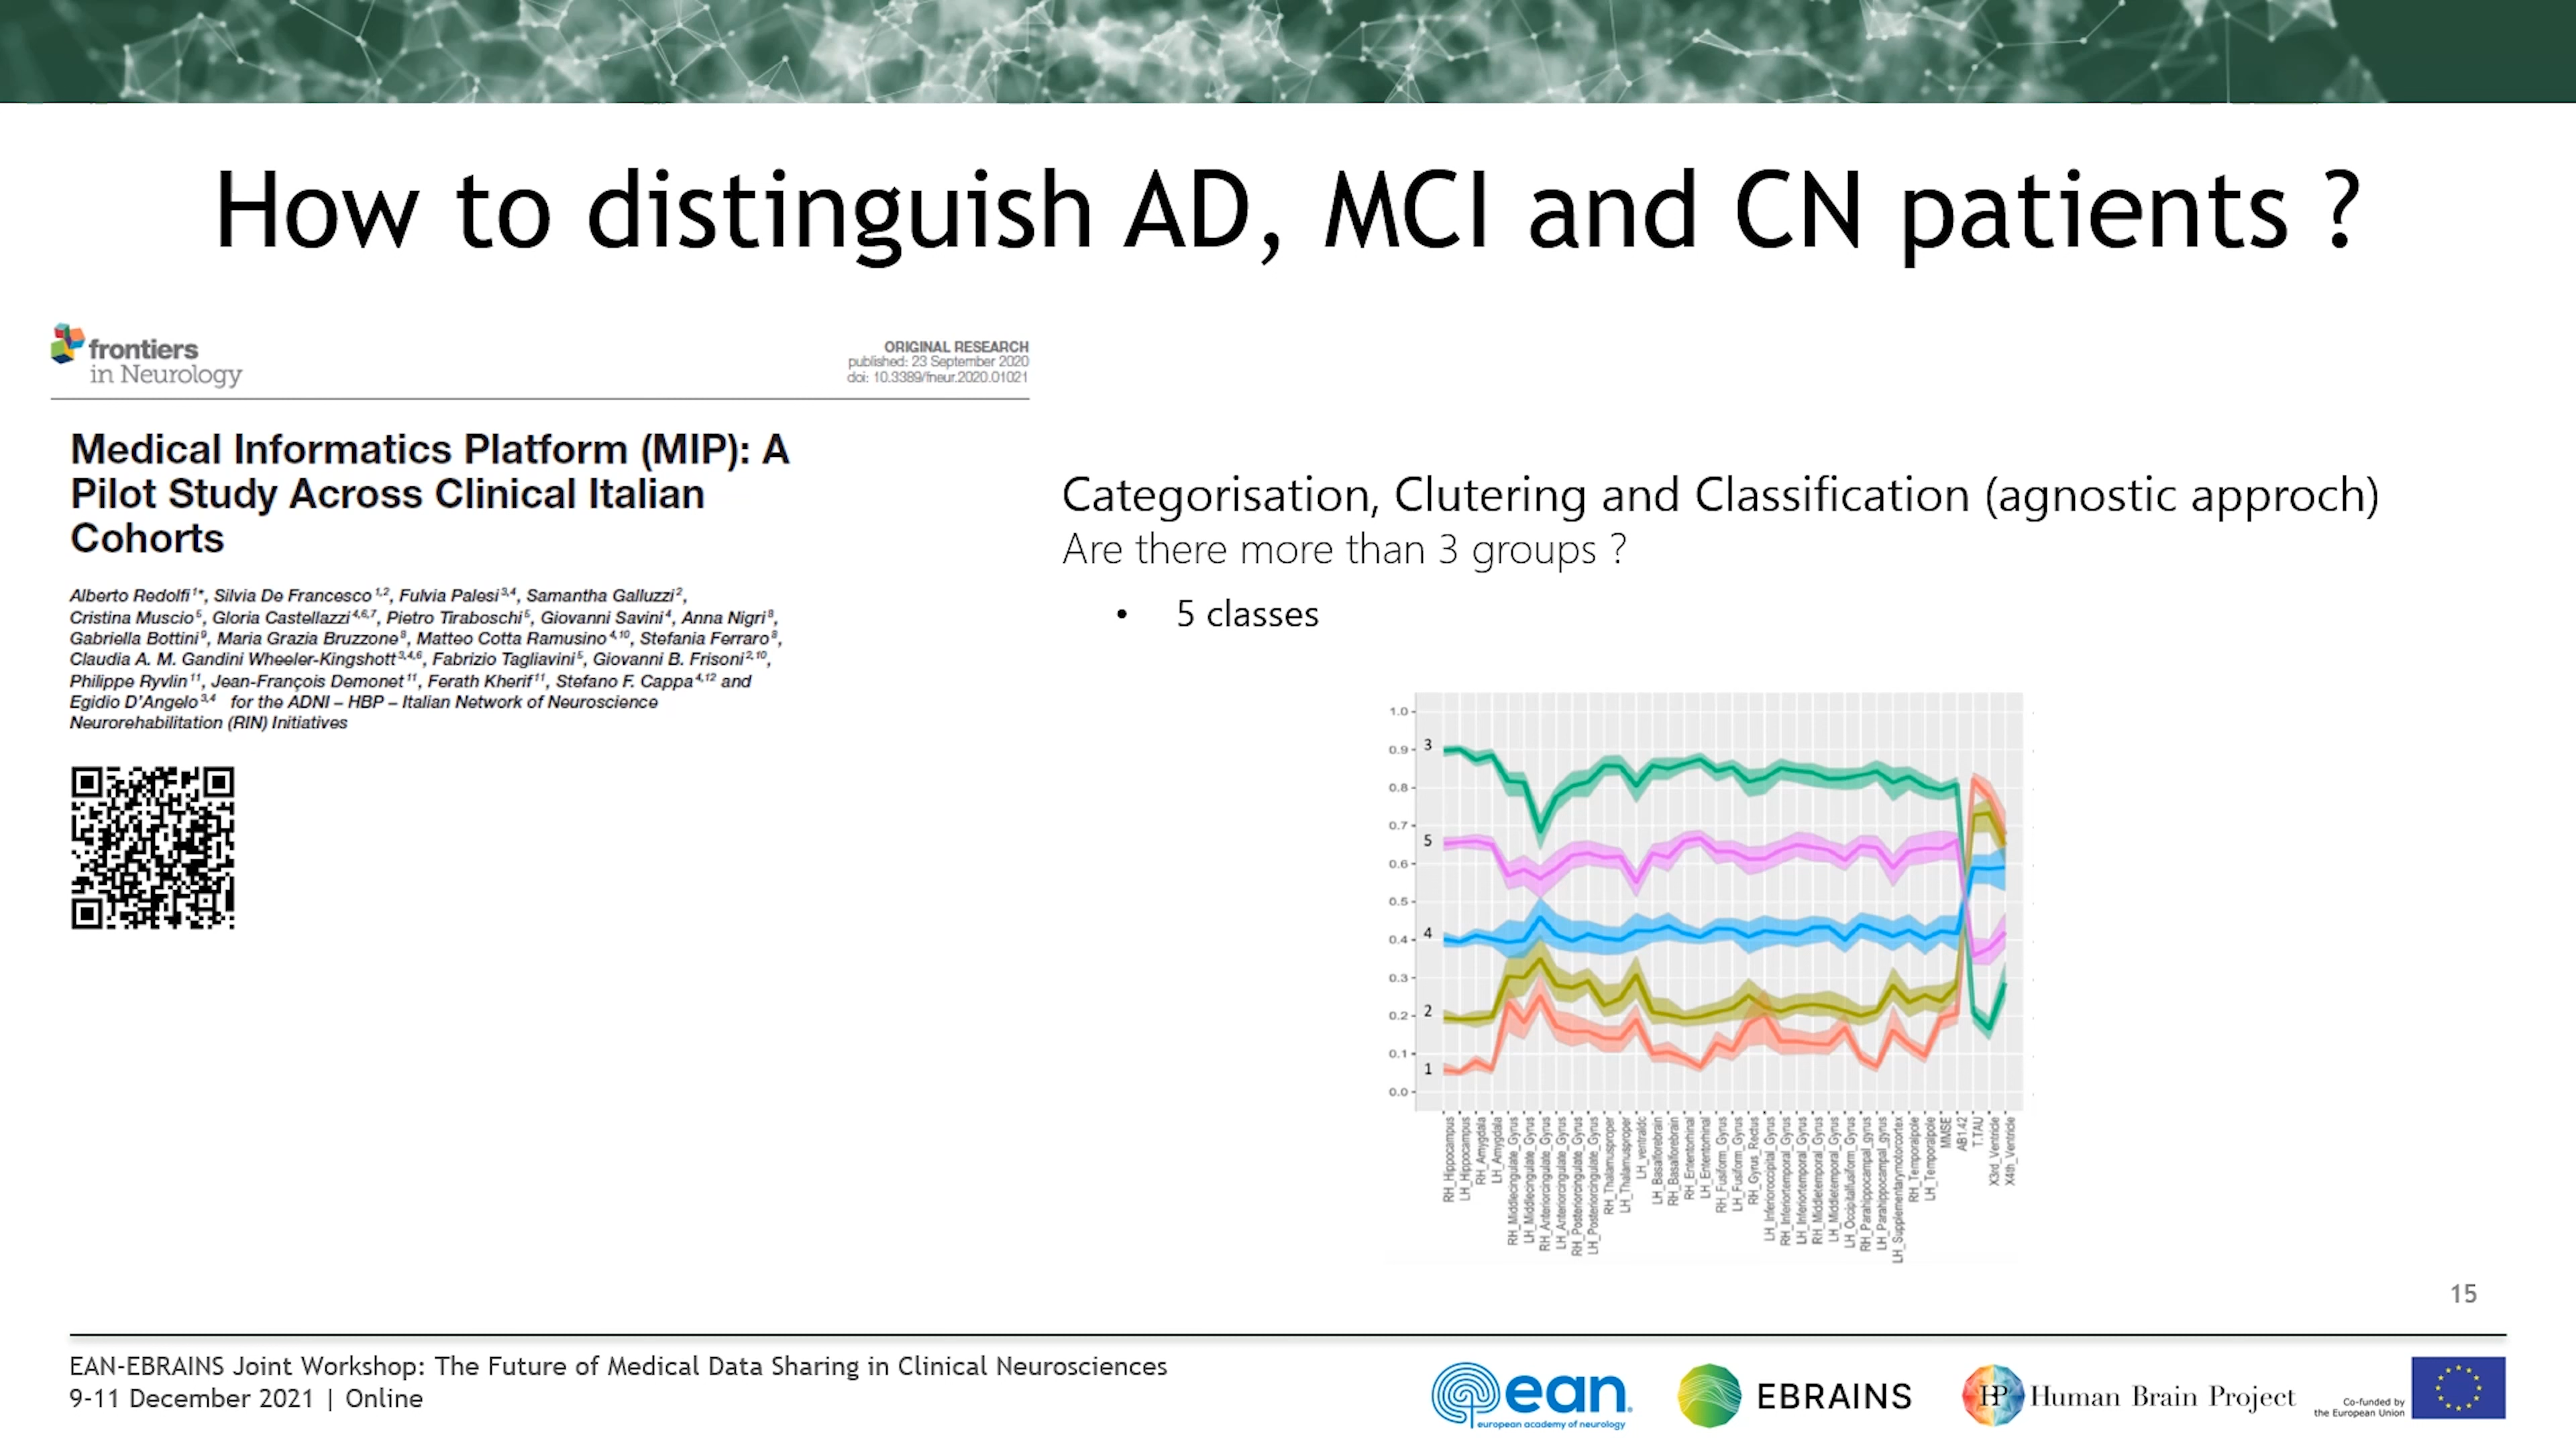 How to distinguish AD, MCI and CN patients ?
frontiers
in Neurology
ORIGINAL RESEARCH
published: 23 September 2020
doi: 10.3389/fneur.2020.01021
Medical Informatics Platform (MIP): A
Pilot Study Across Clinical Italian
Cohorts
Alberto Redolfi 1*, Silvia De Francesco 1,2, Fulvia Palesi 3,4, Samantha Galluzzi 2,
Cristina Muscio 5, Gloria Castellazzi 4,6,7, Pietro Tiraboschi 5, Giovanni Savini 4, Anna Nigri 8,
Gabriella Bottini 9, Maria Grazia Bruzzone 8, Matteo Cotta Ramusino 4,10, Stefania Ferraro 8,
Claudia A. M. Gandini Wheeler-Kingshott 3,4,6, Fabrizio Tagliavini 5, Giovanni B. Frisoni 2,10,
Philippe Ryvlin 11, Jean-François Demonet 11, Ferath Kherif 11, Stefano F. Cappa 4,12 and
Egidio D'Angelo 3,4 for the ADNI – HBP – Italian Network of Neuroscience
Neurorehabilitation (RIN) Initiatives
Categorisation, Clutering and Classification (agnostic approch)
Are there more than 3 groups ?
• 5 classes
1.0
0.9
0.8
0.7
0.6
0.5
0.4
0.3
0.2
0.1
0.0
3
5
4
2
1
RH_Hippocampus
LH_Hippocampus
RH_Amygdala
LH_Amygdala
RH_Middlecingulate_Gyrus
LH_Middlecingulate_Gyrus
RH_Anteriorcingulate_Gyrus
LH_Anteriorcingulate_Gyrus
RH_Posteriorcingulate_Gyrus
LH_Posteriorcingulate_Gyrus
RH_Thalamusproper
LH_Thalamusproper
LH_ventraldc
LH_Basalforebrain
RH_Basalforebrain
RH_Ententorhinal
LH_Ententorhinal
RH_Fusiform_Gyrus
LH_Fusiform_Gyrus
RH_Gyrus_Rectus
LH_Inferioroccipital_Gyrus
RH_Inferiortemporal_Gyrus
LH_Inferiortemporal_Gyrus
RH_Middletemporal_Gyrus
LH_Middletemporal_Gyrus
LH_Occipitalfusiform_Gyrus
RH_Parahippocampal_gyrus
LH_Parahippocampal_gyrus
LH_Supplementarymotorcortex
RH_Temporalpole
LH_Temporalpole
MMSE
AB1.42
T.TAU
X3rd_Ventricle
X4th_Ventricle
15
EAN-EBRAINS Joint Workshop: The Future of Medical Data Sharing in Clinical Neurosciences
9-11 December 2021 | Online
ean
european academy of neurology
EBRAINS
HP Human Brain Project
Co-funded by
the European Union